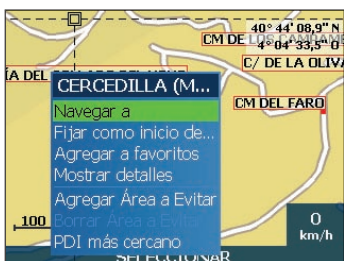 40° 44' 08,9" N
CM DE LOS
4° 04' 33,5" O
C/ DE LA OLIVA
ÍA DEL
CERCEDILLA (M...
Navegar a
CM DEL FARO
Fijar como inicio de...
Agregar a favoritos
Mostrar detalles
Agregar Área a Evitar
100
Borrar Área a Evitar
0
km/h
PDI más cercano
SELECCIONAR